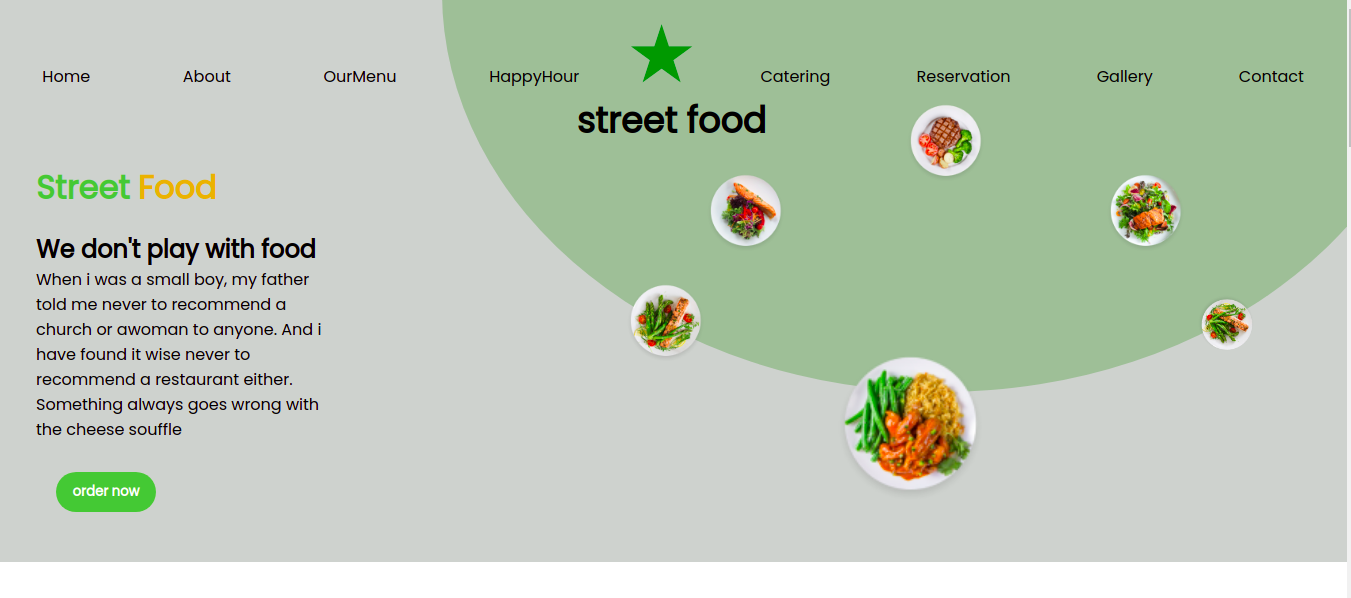 Home About OurMenu HappyHour Catering Reservation Gallery Contact
street food
Street Food
We don't play with food
When i was a small boy, my father
told me never to recommend a
church or awoman to anyone. And i
have found it wise never to
recommend a restaurant either.
Something always goes wrong with
the cheese souffle
order now